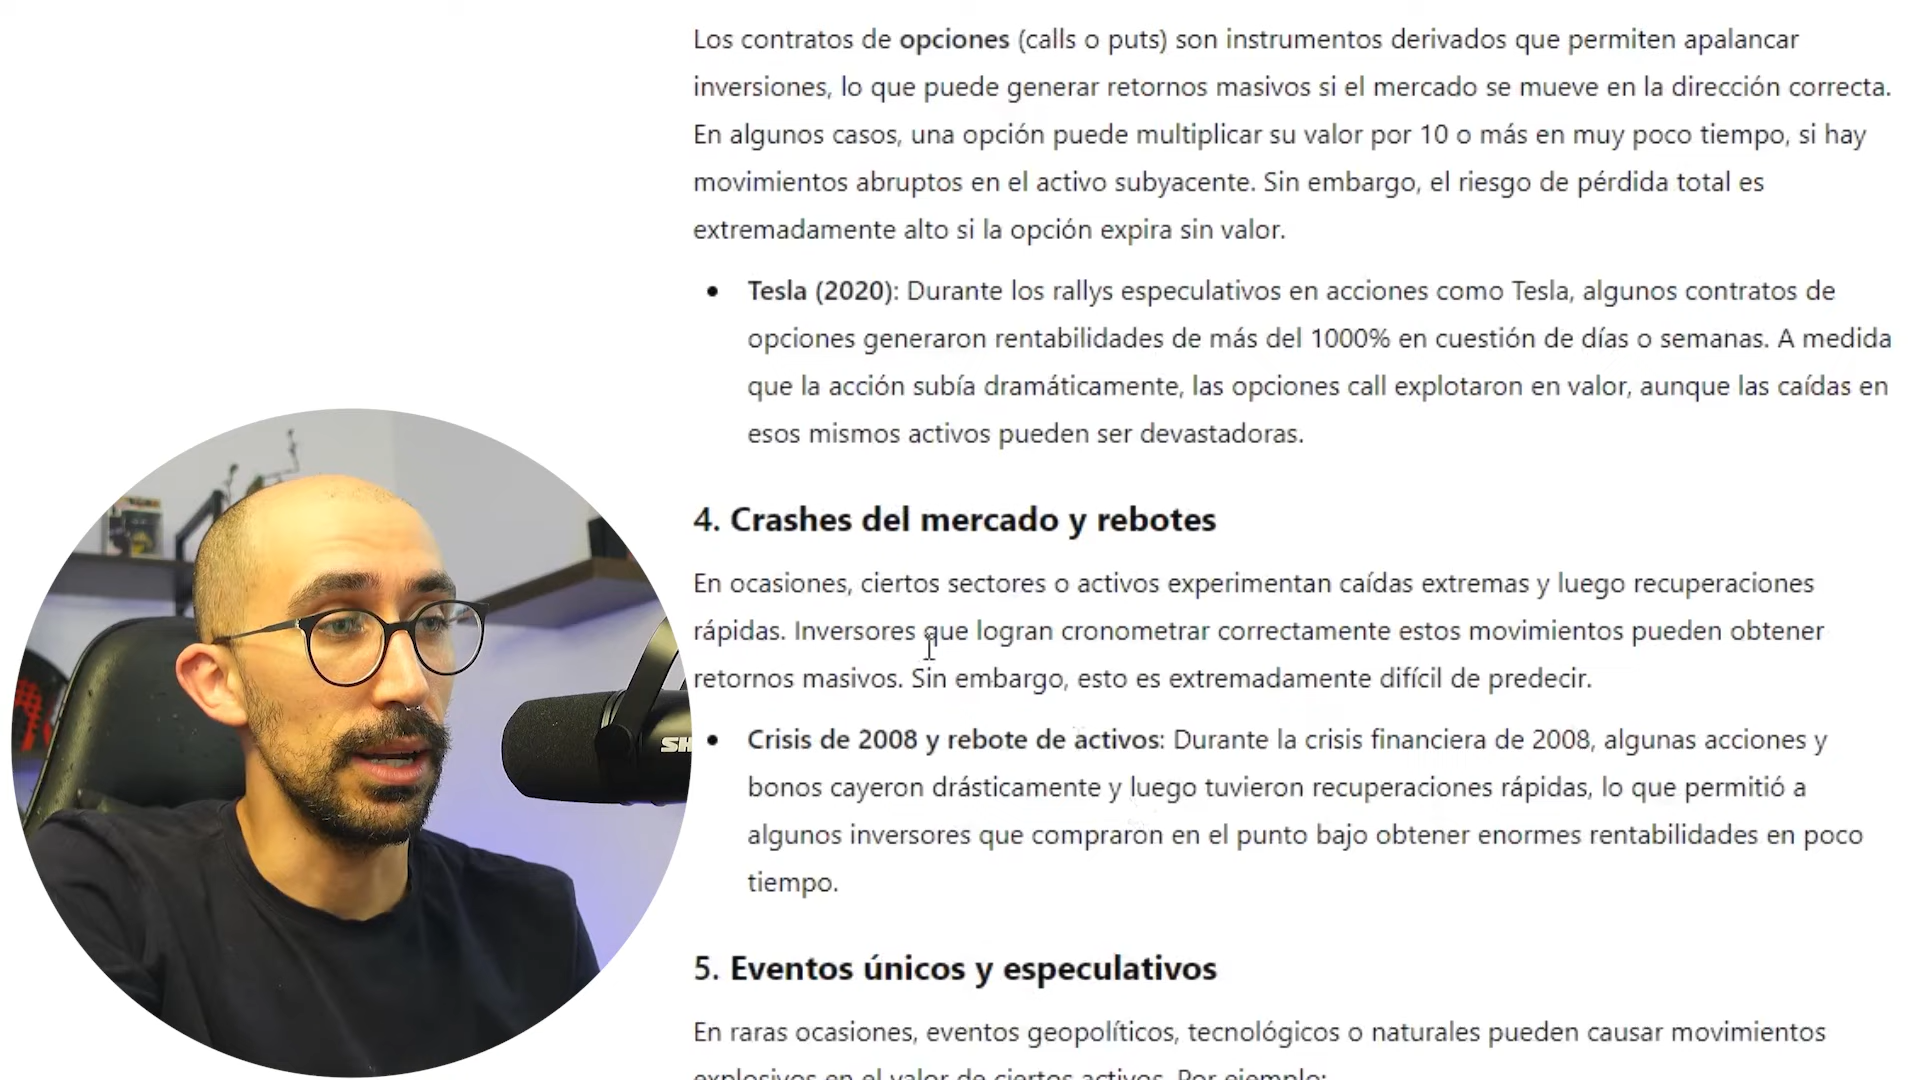 Los contratos de opciones (calls o puts) son instrumentos derivados que permiten apalancar
inversiones, lo que puede generar retornos masivos si el mercado se mueve en la dirección correcta.
En algunos casos, una opción puede multiplicar su valor por 10 o más en muy poco tiempo, si hay
movimientos abruptos en el activo subyacente. Sin embargo, el riesgo de pérdida total es
extremadamente alto si la opción expira sin valor.
• Tesla (2020): Durante los rallys especulativos en acciones como Tesla, algunos contratos de
opciones generaron rentabilidades de más del 1000% en cuestión de días o semanas. A medida
que la acción subía dramáticamente, las opciones call explotaron en valor, aunque las caídas en
esos mismos activos pueden ser devastadoras.
4. Crashes del mercado y rebotes
En ocasiones, ciertos sectores o activos experimentan caídas extremas y luego recuperaciones
rápidas. Inversores que logran cronometrar correctamente estos movimientos pueden obtener
retornos masivos. Sin embargo, esto es extremadamente difícil de predecir.
• Crisis de 2008 y rebote de activos: Durante la crisis financiera de 2008, algunas acciones y
bonos cayeron drásticamente y luego tuvieron recuperaciones rápidas, lo que permitió a
algunos inversores que compraron en el punto bajo obtener enormes rentabilidades en poco
tiempo.
5. Eventos únicos y especulativos
En raras ocasiones, eventos geopolíticos, tecnológicos o naturales pueden causar movimientos
explosivos en el valor de ciertos activos. Por ejemplo:
SH